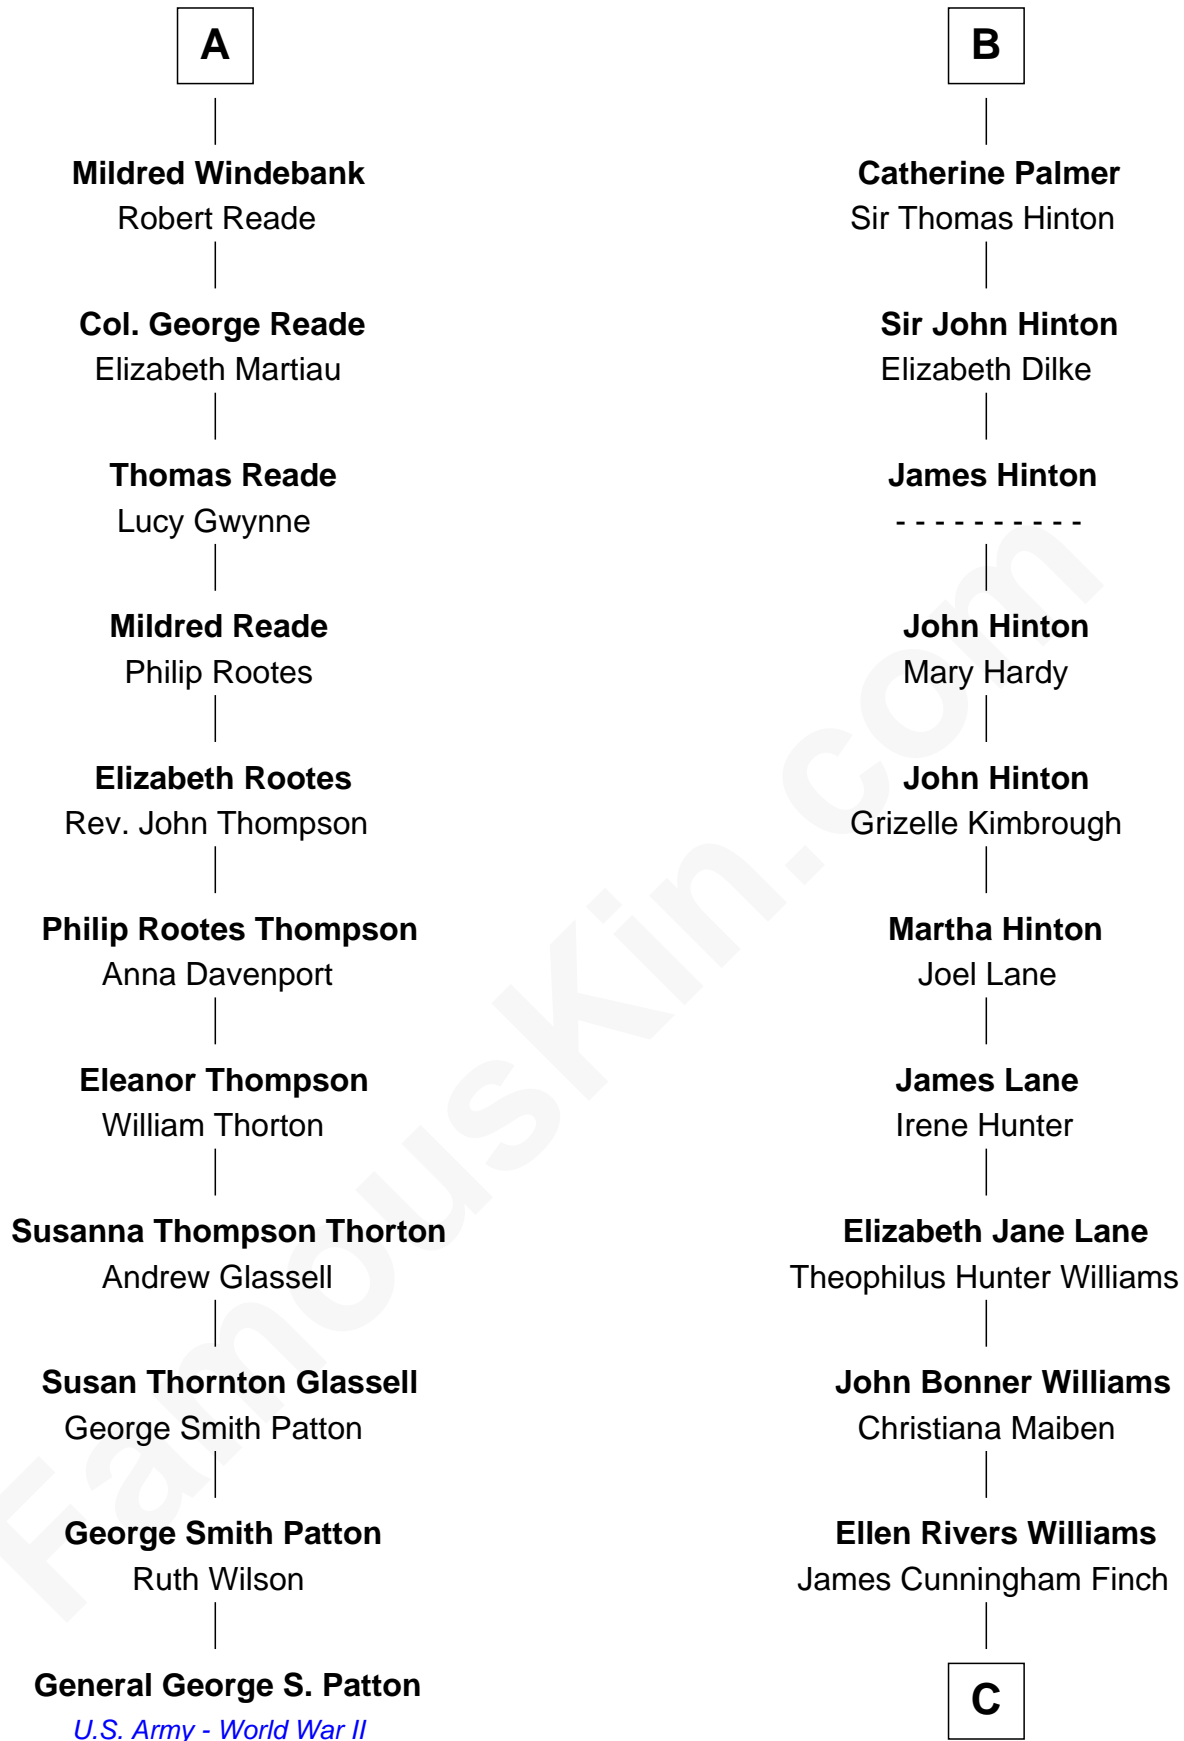 A
Mildred Windebank
Robert Reade
Col. George Reade
Elizabeth Martiau
Thomas Reade
Lucy Gwynne
Mildred Reade
Philip Rootes
Elizabeth Rootes
Rev. John Thompson
Philip Rootes Thompson
Anna Davenport
Eleanor Thompson
William Thorton
Susanna Thompson Thorton
Andrew Glassell
Susan Thornton Glassell
George Smith Patton
George Smith Patton
Ruth Wilson
General George S. Patton
U.S. Army - World War II
B
Catherine Palmer
Sir Thomas Hinton
Sir John Hinton
Elizabeth Dilke
James Hinton
- - - - - - - - - -
John Hinton
Mary Hardy
John Hinton
Grizelle Kimbrough
Martha Hinton
Joel Lane
James Lane
Irene Hunter
Elizabeth Jane Lane
Theophilus Hunter Williams
John Bonner Williams
Christiana Maiben
Ellen Rivers Williams
James Cunningham Finch
C
FamousKin.com